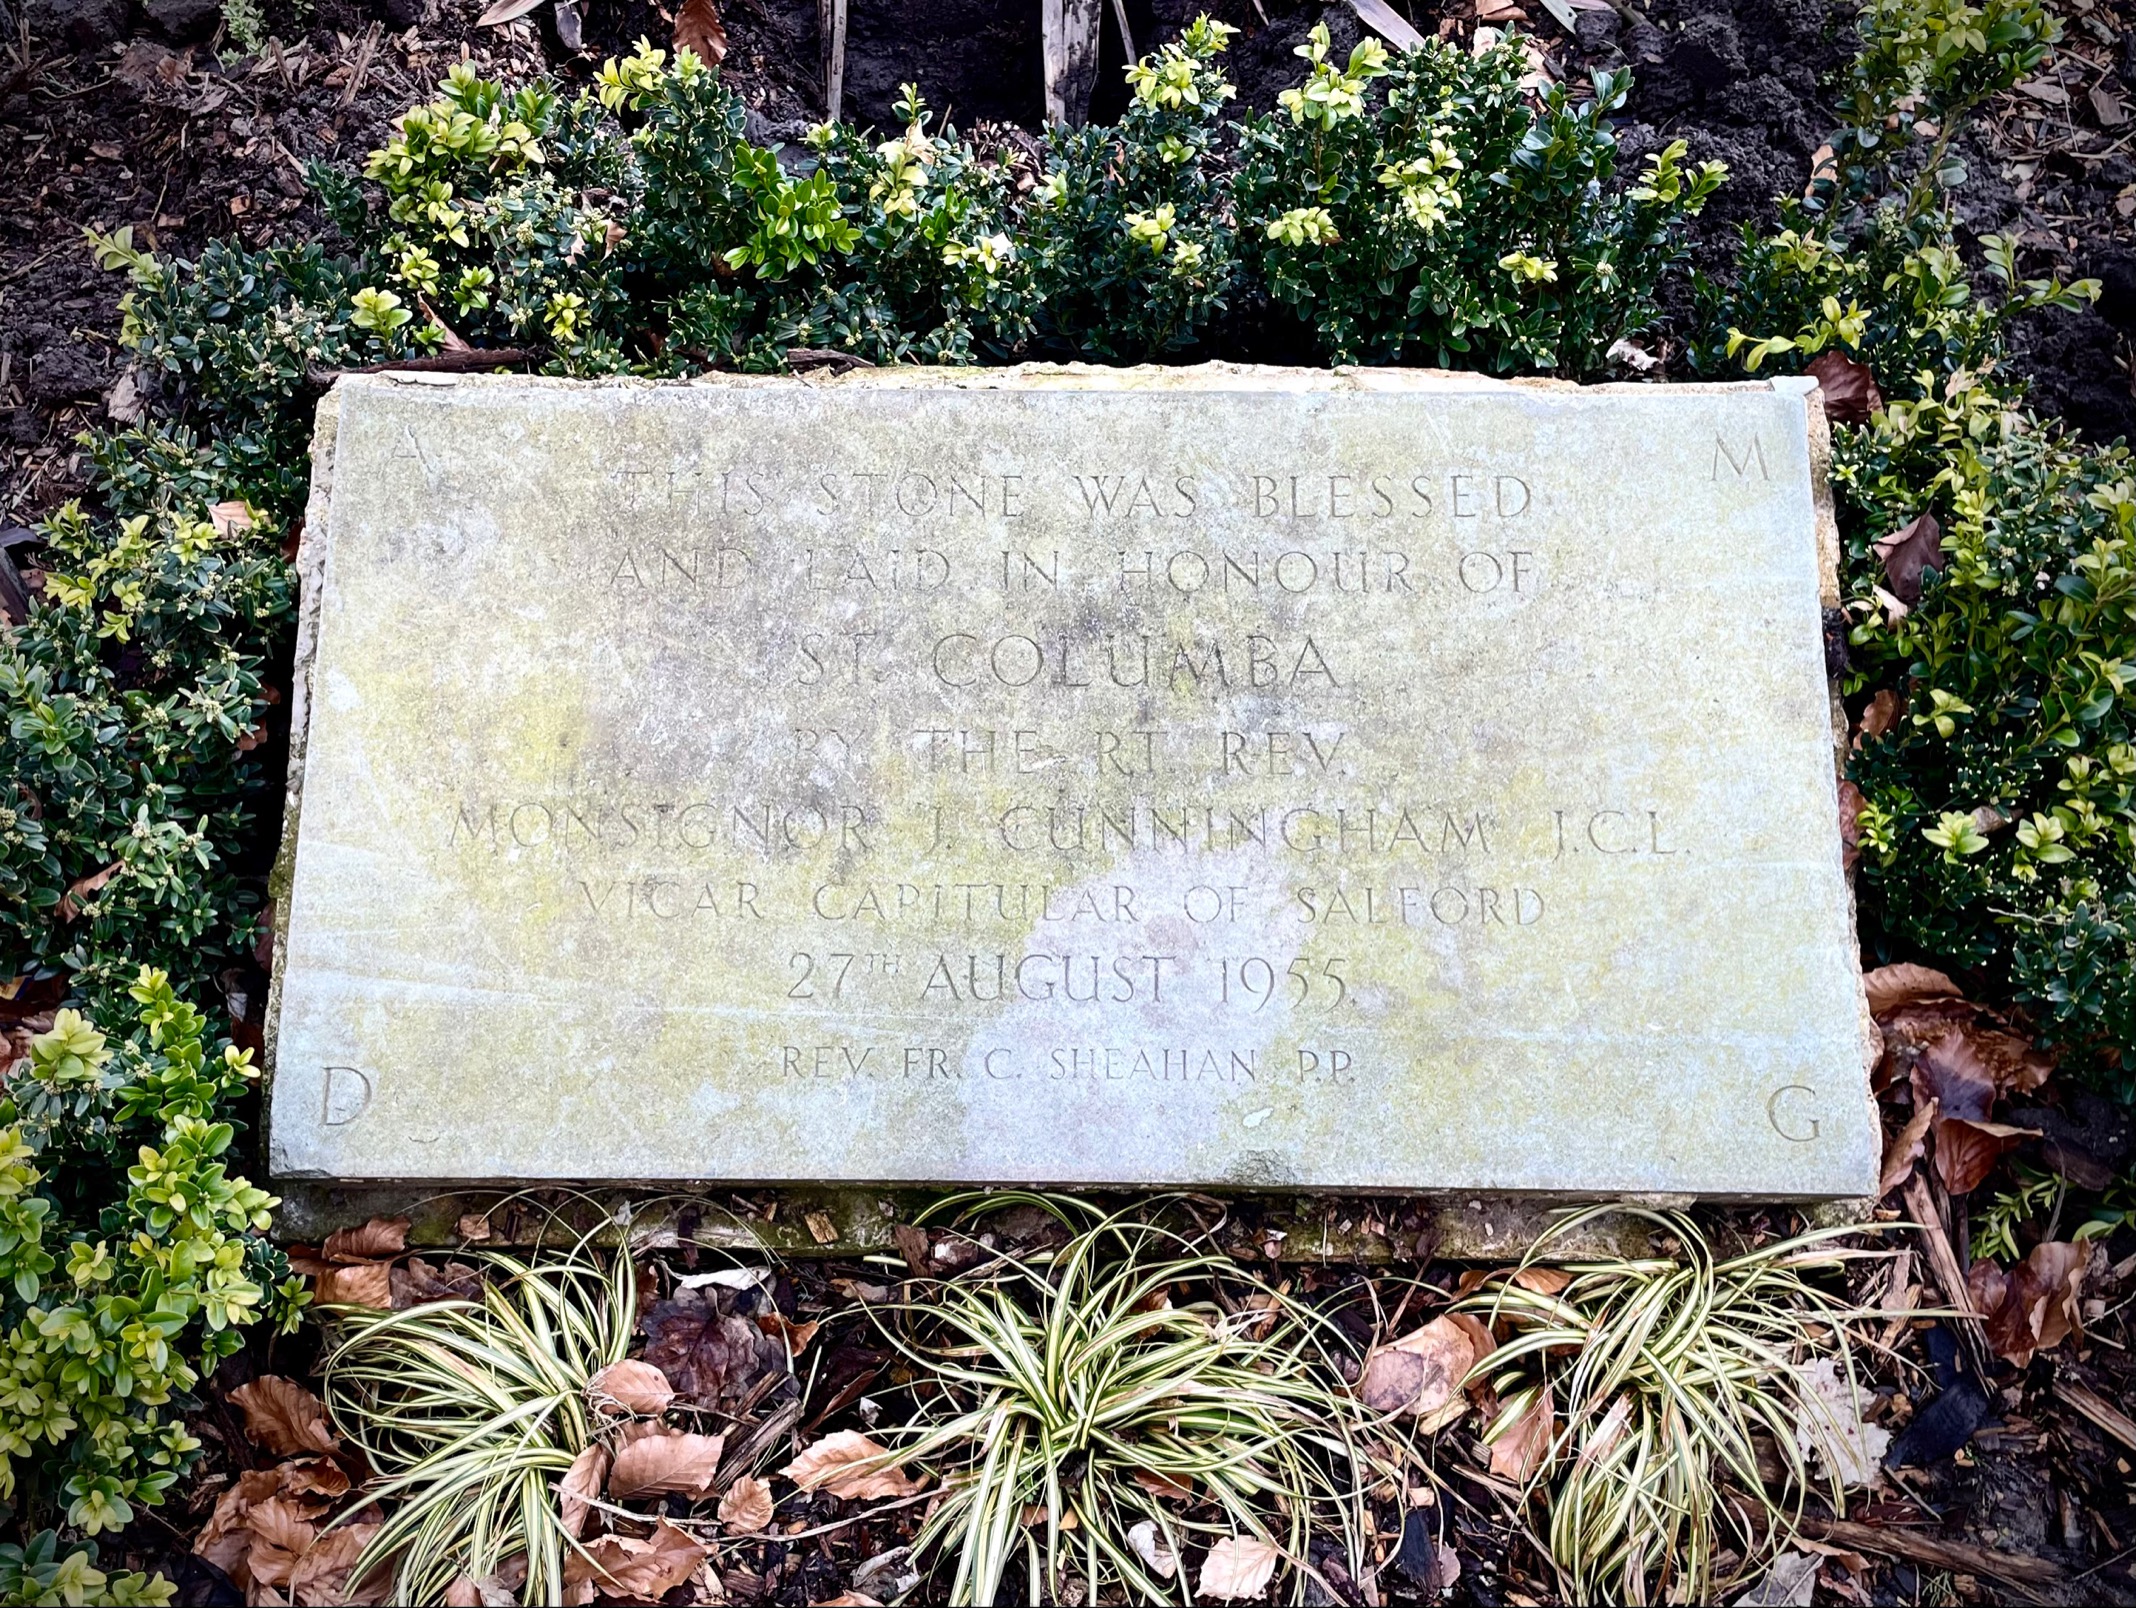 A M
THIS STONE WAS BLESSED
AND LAID IN HONOUR OF
ST. COLUMBA
BY THE RT. REV.
MONSIGNOR J. CUNNINGHAM J.C.L.
VICAR CAPITULAR OF SALFORD
27TH AUGUST 1955.
REV. FR. C. SHEAHAN P.P.
D G